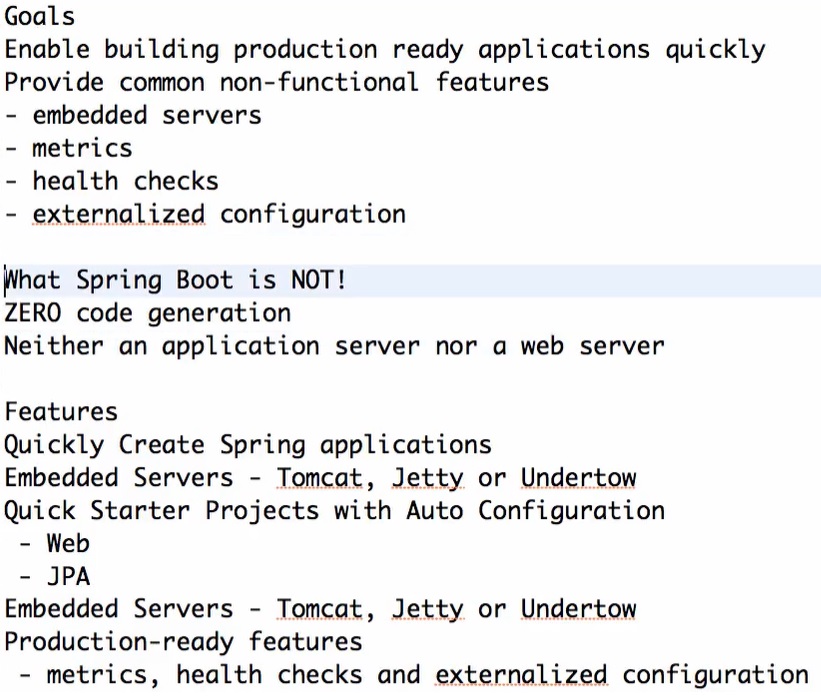 Goals
Enable building production ready applications quickly
Provide common non-functional features
- embedded servers
- metrics
- health checks
- externalized configuration
What Spring Boot is NOT!
ZERO code generation
Neither an application server nor a web server
Features
Quickly Create Spring applications
Embedded Servers - Tomcat, Jetty or Undertow
Quick Starter Projects with Auto Configuration
- Web
- JPA
Embedded Servers - Tomcat, Jetty or Undertow
Production-ready features
- metrics, health checks and externalized configuration